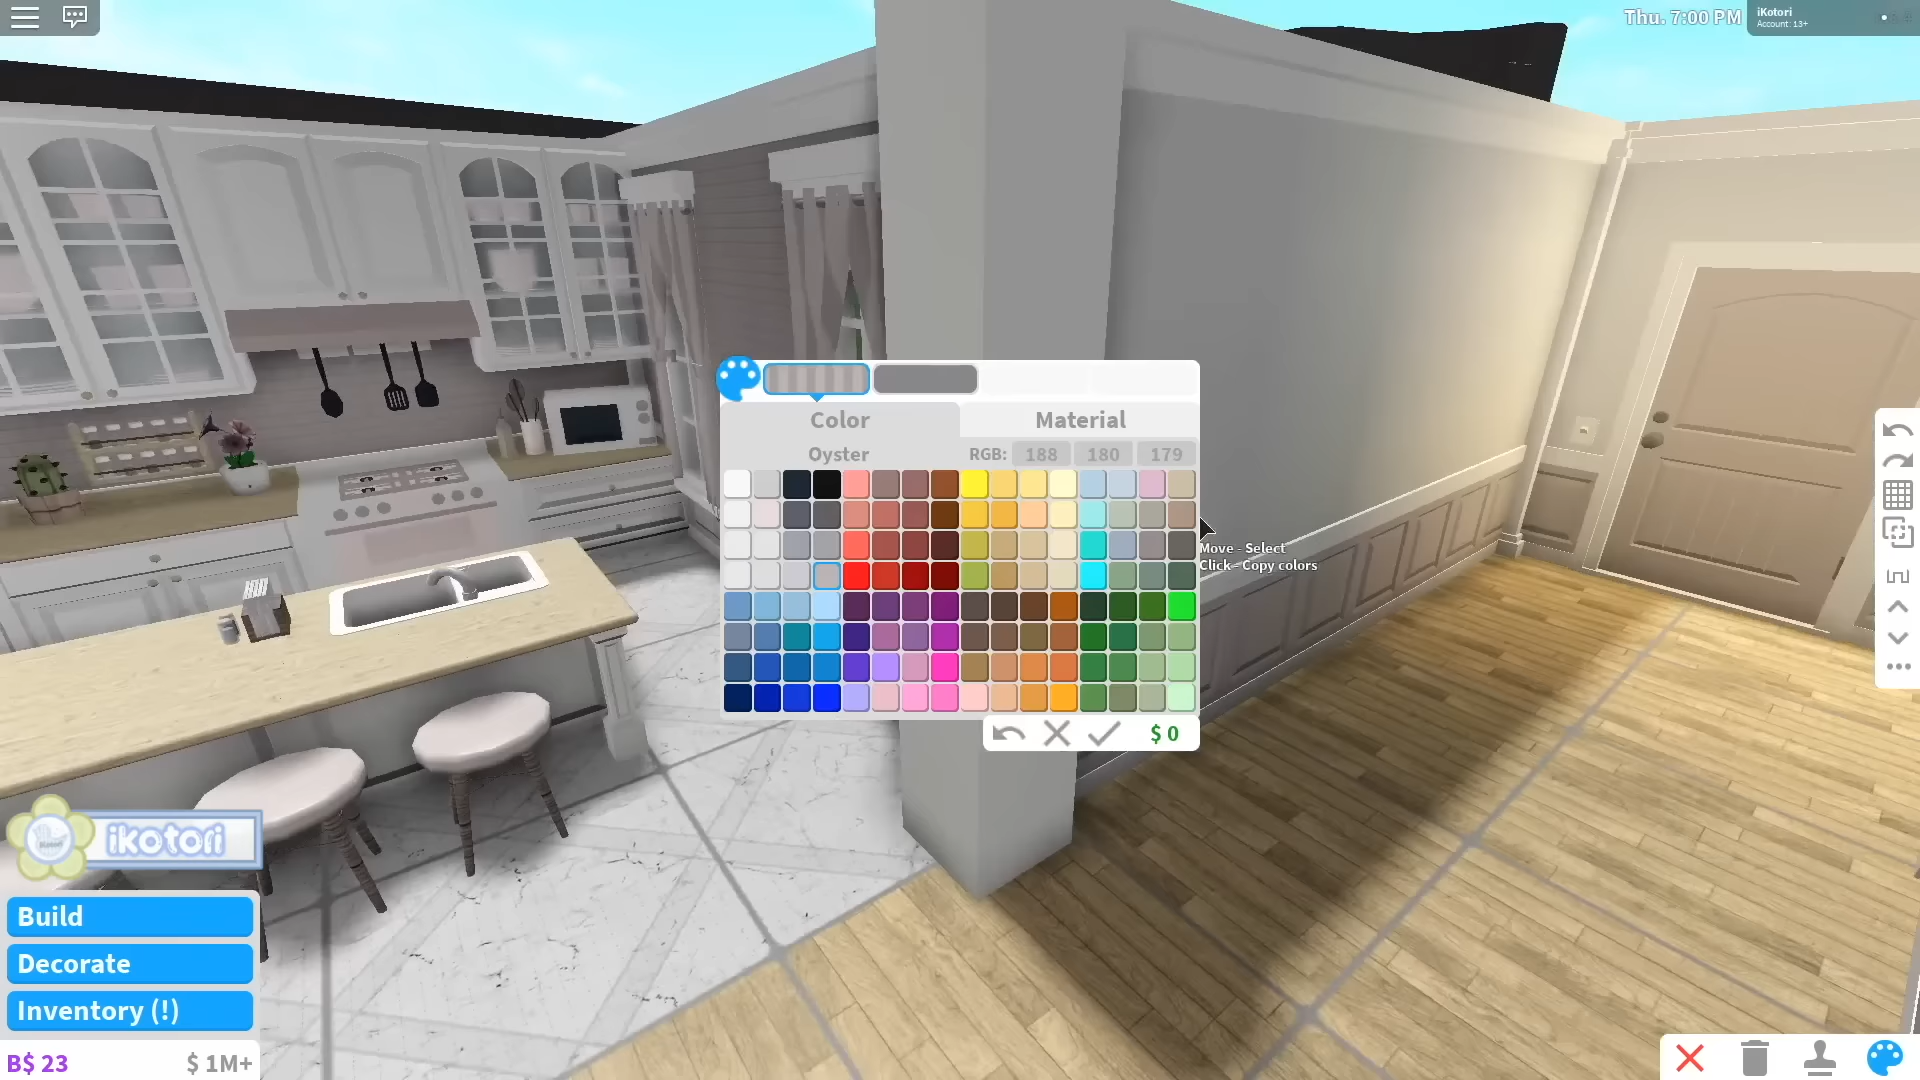 Thu. 7:00 PM
iKotori
Account: 13+
Color
Material
Oyster
RGB: 188 180 179
Move - Select
Click - Copy colors
$ 0
ikotori
Build
Decorate
Inventory (!)
B$ 23
$ 1M+